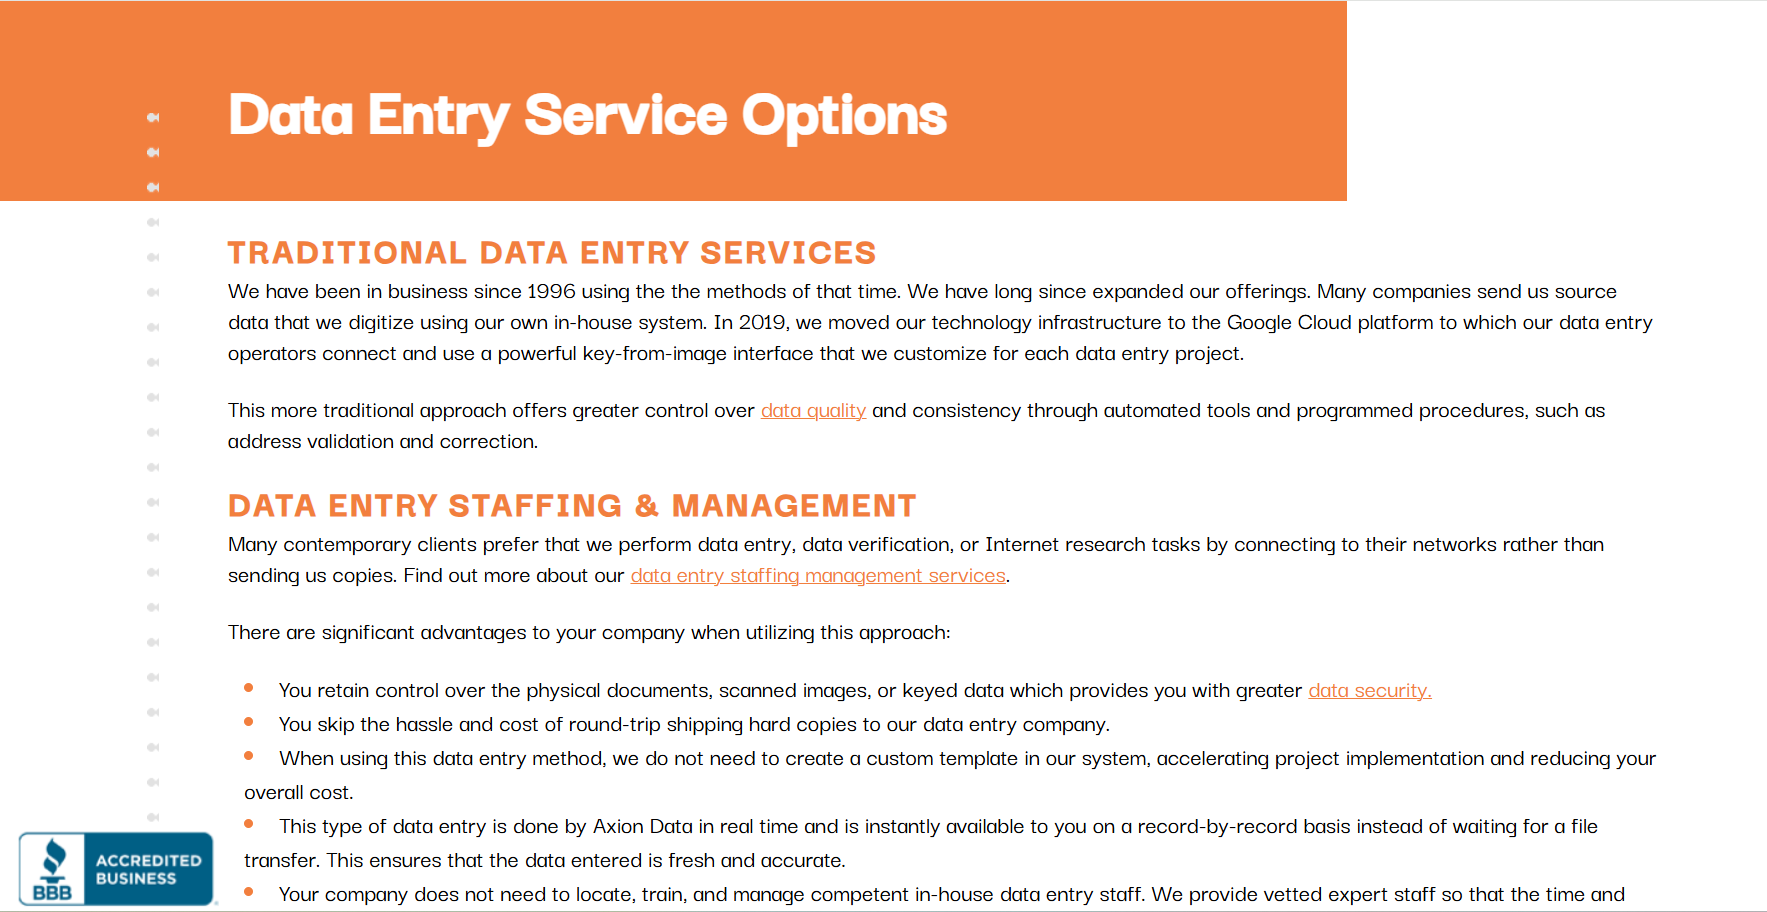 Data Entry Service Options
TRADITIONAL DATA ENTRY SERVICES
We have been in business since 1996 using the the methods of that time. We have long since expanded our offerings. Many companies send us source
data that we digitize using our own in-house system. In 2019, we moved our technology infrastructure to the Google Cloud platform to which our data entry
operators connect and use a powerful key-from-image interface that we customize for each data entry project.
This more traditional approach offers greater control over data quality and consistency through automated tools and programmed procedures, such as
address validation and correction.
DATA ENTRY STAFFING & MANAGEMENT
Many contemporary clients prefer that we perform data entry, data verification, or Internet research tasks by connecting to their networks rather than
sending us copies. Find out more about our data entry staffing management services.
There are significant advantages to your company when utilizing this approach:
You retain control over the physical documents, scanned images, or keyed data which provides you with greater data security.
You skip the hassle and cost of round-trip shipping hard copies to our data entry company.
When using this data entry method, we do not need to create a custom template in our system, accelerating project implementation and reducing your
overall cost.
This type of data entry is done by Axion Data in real time and is instantly available to you on a record-by-record basis instead of waiting for a file
transfer. This ensures that the data entered is fresh and accurate.
Your company does not need to locate, train, and manage competent in-house data entry staff. We provide vetted expert staff so that the time and
BBB
ACCREDITED
BUSINESS